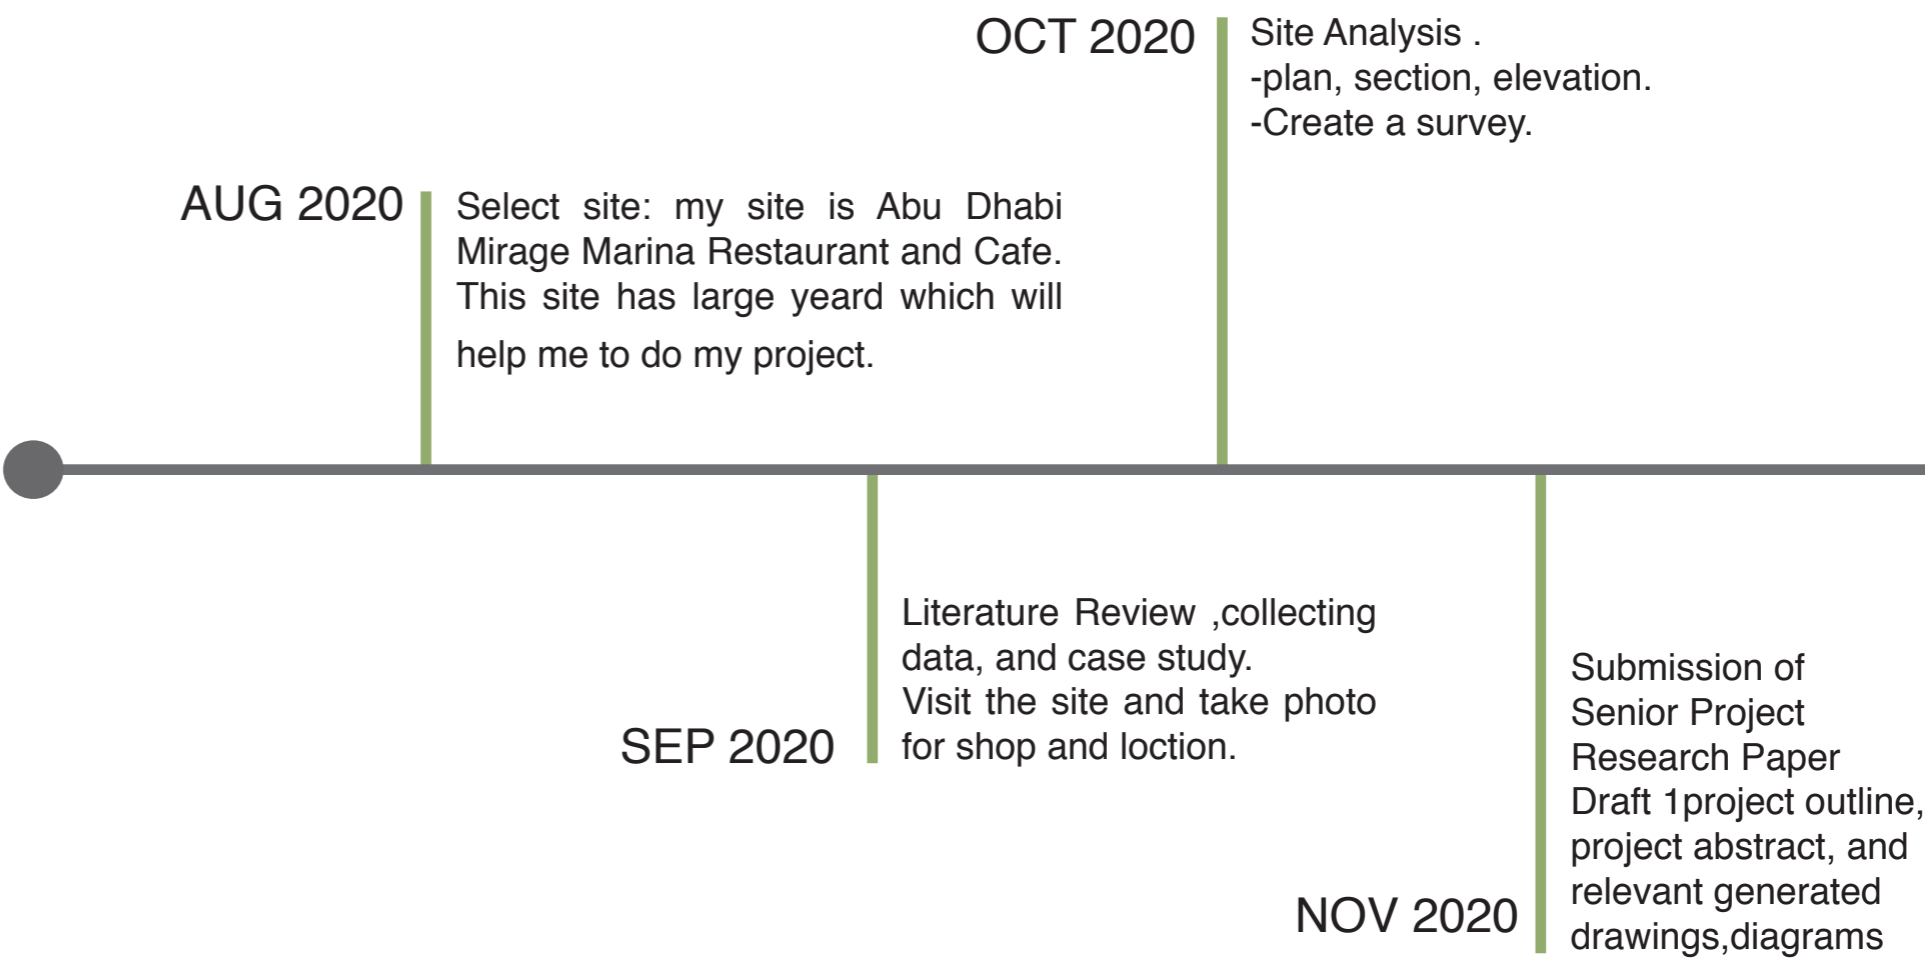 OCT 2020
Site Analysis .
-plan, section, elevation.
-Create a survey.
AUG 2020
Select site: my site is Abu Dhabi
Mirage Marina Restaurant and Cafe.
This site has large yeard which will
help me to do my project.
Literature Review ,collecting
data, and case study.
Visit the site and take photo
for shop and loction.
SEP 2020
Submission of
Senior Project
Research Paper
Draft 1project outline,
project abstract, and
relevant generated
drawings,diagrams
NOV 2020